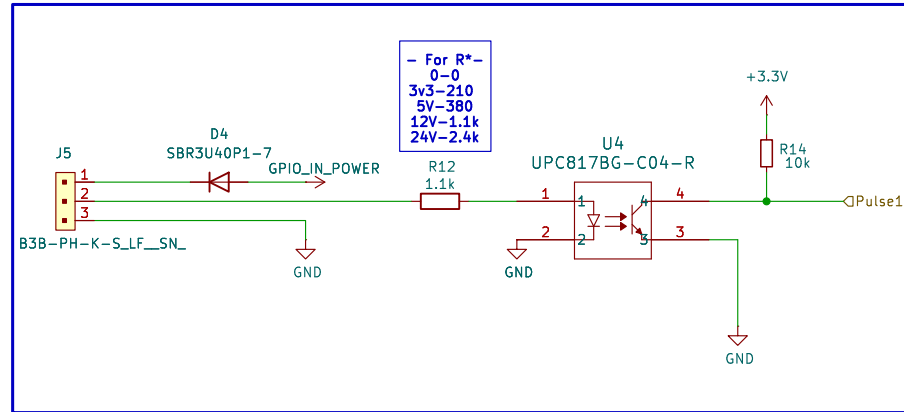 - For R*-
0-0
3v3-210
5V-380
12V-1.1k
24V-2.4k
+3.3V
D4
SBR3U40P1-7
U4
UPC817BG-C04-R
J5
GPIO_IN_POWER
R12
1.1k
R14
10k
1
2
3
1
1
4
4
Pulse1
2
2
3
3
B3B-PH-K-S_LF__SN_
GND
GND
GND